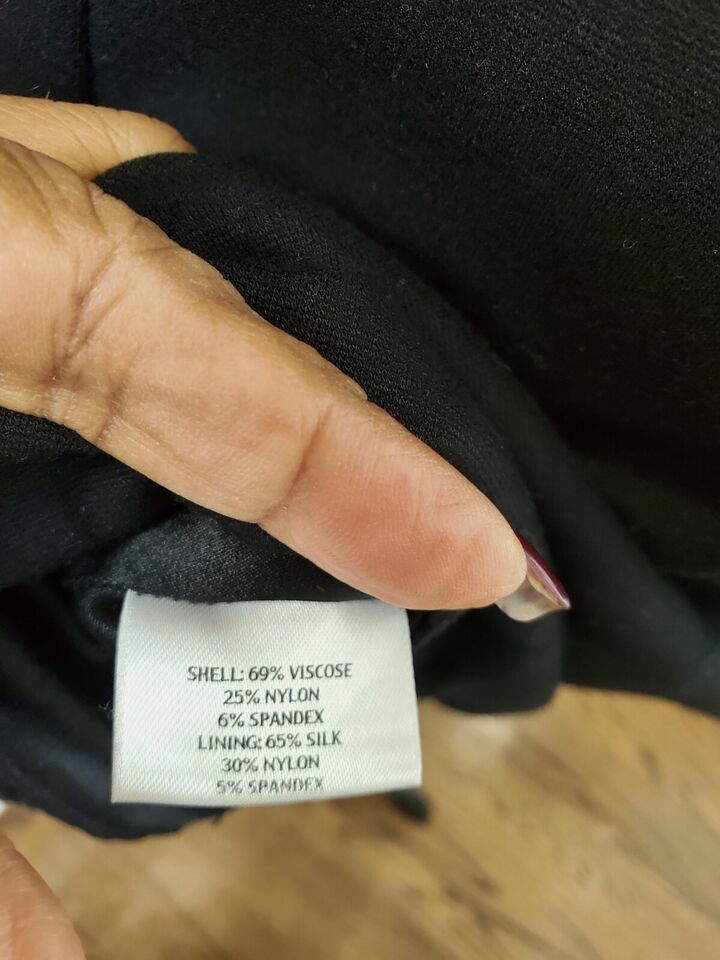 SHELL: 69% VISCOSE
25% NYLON
6% SPANDEX
LINING: 65% SILK
30% NYLON
5% SPANDEX